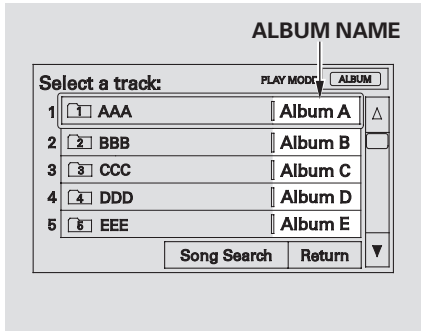 ALBUM NAME
Select a track: PLAY MODE ALBUM
1 1 AAA Album A
2 2 BBB Album B
3 3 CCC Album C
4 4 DDD Album D
5 6 EEE Album E
Song Search Return